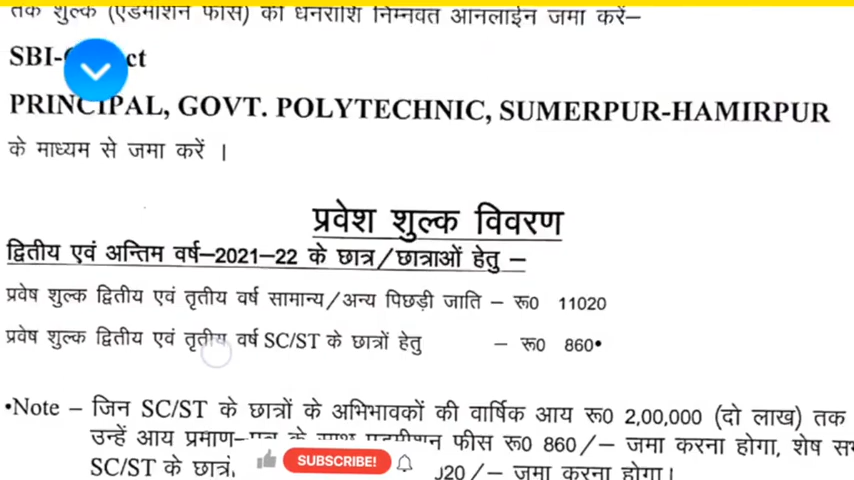 तक शुल्क (एडमीशन फीस) की धनराशि निम्नवत आनलाईन जमा करें–
SBI- ct
PRINCIPAL, GOVT. POLYTECHNIC, SUMERPUR-HAMIRPUR
के माध्यम से जमा करें ।
प्रवेश शुल्क विवरण
द्वितीय एवं अन्तिम वर्ष–2021–22 के छात्र/छात्राओं हेतु –
प्रवेष शुल्क द्वितीय एवं तृतीय वर्ष सामान्य/अन्य पिछड़ी जाति – रू0 11020
प्रवेष शुल्क द्वितीय एवं तृतीय वर्ष SC/ST के छात्रों हेतु – रू0 860•
•Note – जिन SC/ST के छात्रों के अभिभावकों की वार्षिक आय रू0 2,00,000 (दो लाख) तक
उन्हें आय प्रमाण– के साथ फीस रू0 860/– जमा करना होगा, शेष
SC/ST के 020/– जमा करना होगा।
SUBSCRIBE!